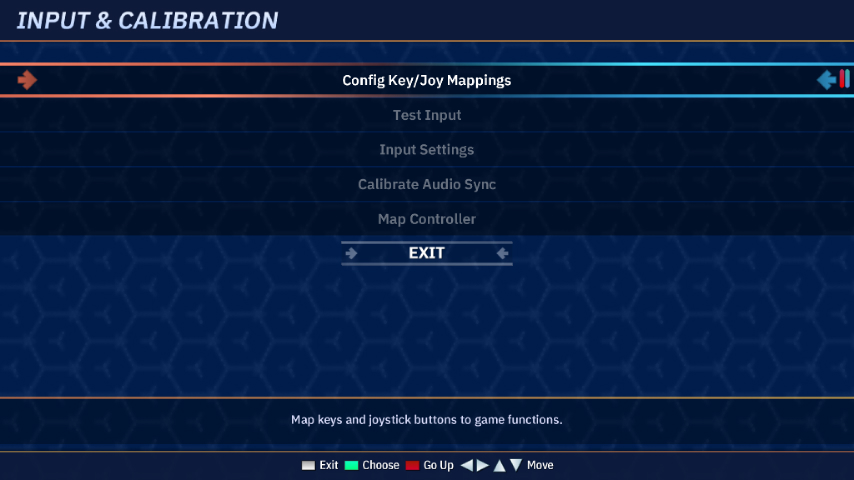 INPUT & CALIBRATION
Config Key/Joy Mappings
Test Input
Input Settings
Calibrate Audio Sync
Map Controller
EXIT
Map keys and joystick buttons to game functions.
Exit Choose Go Up Move